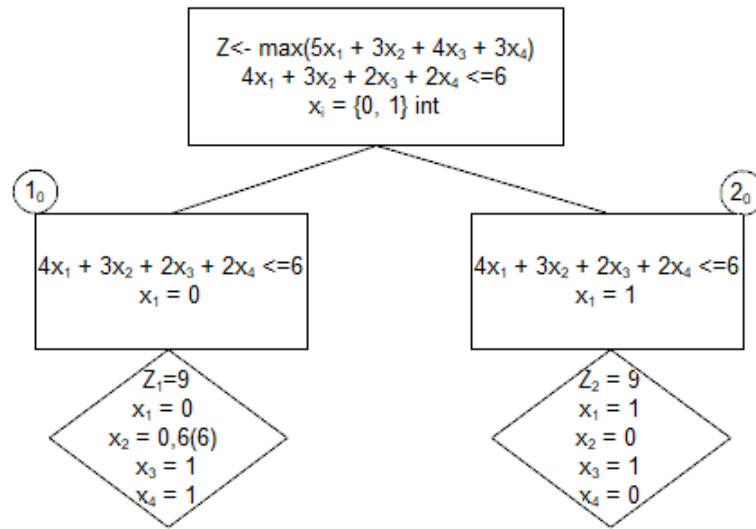 Z<- max(5x₁ + 3x₂ + 4x₃ + 3x₄)
4x₁ + 3x₂ + 2x₃ + 2x₄ <=6
xᵢ = {0, 1} int
1₀
2₀
4x₁ + 3x₂ + 2x₃ + 2x₄ <=6
x₁ = 0
4x₁ + 3x₂ + 2x₃ + 2x₄ <=6
x₁ = 1
Z₁=9
x₁ = 0
x₂ = 0,6(6)
x₃ = 1
x₄ = 1
Z₂ = 9
x₁ = 1
x₂ = 0
x₃ = 1
x₄ = 0